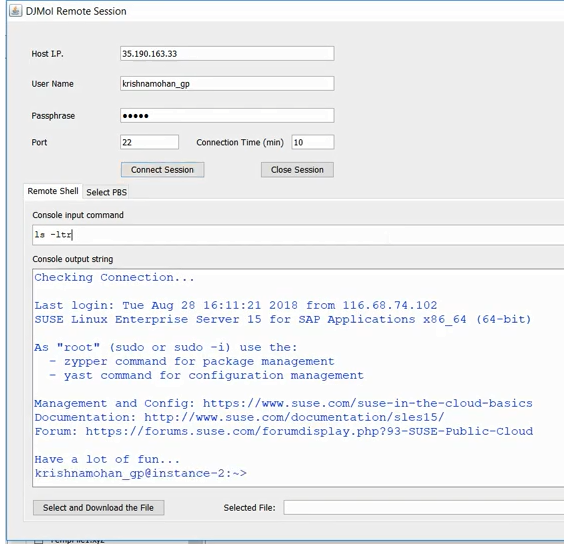 DJMol Remote Session
Host I.P. 35.190.163.33
User Name krishnamohan_gp
Passphrase •••••
Port 22 Connection Time (min) 10
Connect Session Close Session
Remote Shell Select PBS
Console input command
ls -ltr
Console output string
Checking Connection...
Last login: Tue Aug 28 16:11:21 2018 from 116.68.74.102
SUSE Linux Enterprise Server 15 for SAP Applications x86_64 (64-bit)
As "root" (sudo or sudo -i) use the:
- zypper command for package management
- yast command for configuration management
Management and Config: https://www.suse.com/suse-in-the-cloud-basics
Documentation: http://www.suse.com/documentation/sles15/
Forum: https://forums.suse.com/forumdisplay.php?93-SUSE-Public-Cloud
Have a lot of fun...
krishnamohan_gp@instance-2:~>
Select and Download the File Selected File: